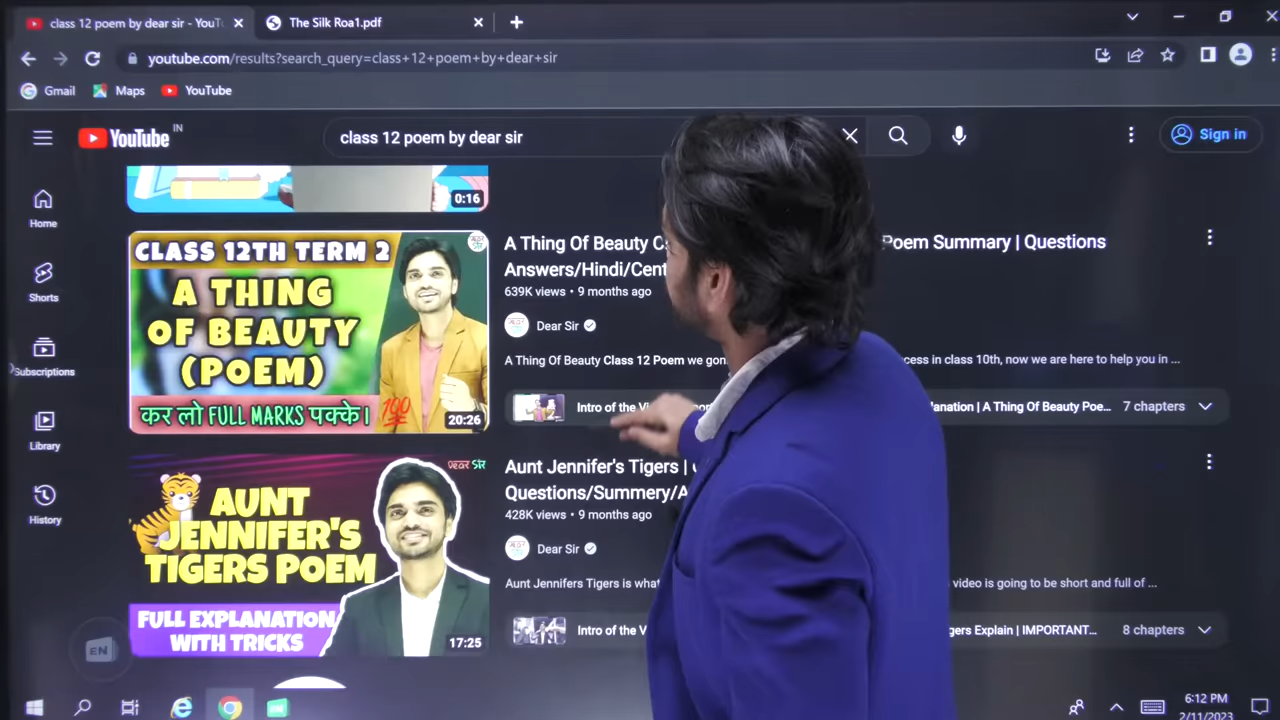 class 12 poem by dear sir - YouTu
The Silk Roa1.pdf
youtube.com/results?search_query=class+12+poem+by+dear+sir
Gmail
Maps
YouTube
YouTube IN
class 12 poem by dear sir
Sign in
Home
Shorts
Subscriptions
Library
History
0:16
CLASS 12TH TERM 2
A THING
OF BEAUTY
(POEM)
कर लो FULL MARKS पक्के।
100
20:26
A Thing Of Beauty C Poem Summary | Questions
Answers/Hindi/Cent
639K views • 9 months ago
Dear Sir
A Thing Of Beauty Class 12 Poem we gon cess in class 10th, now we are here to help you in ...
Intro of the Vi lanation | A Thing Of Beauty Poe... 7 chapters
dear Sir
AUNT
JENNIFER'S
TIGERS POEM
FULL EXPLANATION
WITH TRICKS
17:25
Aunt Jennifer's Tigers |
Questions/Summery/A
428K views • 9 months ago
Dear Sir
Aunt Jennifers Tigers is what video is going to be short and full of ...
Intro of the V gers Explain | IMPORTANT... 8 chapters
EN
6:12 PM
2/11/2023